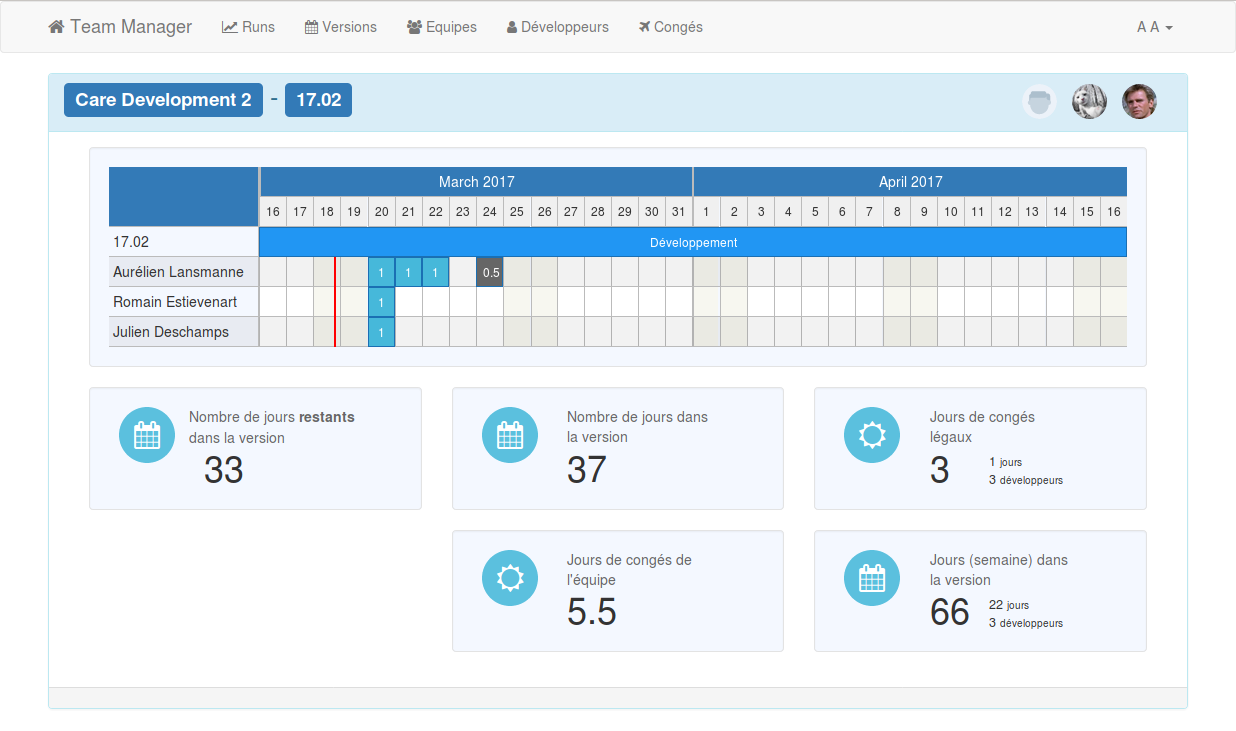 Team Manager Runs Versions Equipes Développeurs Congés A A
Care Development 2 - 17.02
March 2017 April 2017
16 17 18 19 20 21 22 23 24 25 26 27 28 29 30 31 1 2 3 4 5 6 7 8 9 10 11 12 13 14 15 16
17.02 Développement
Aurélien Lansmanne 1 1 1 0.5
Romain Estievenart 1
Julien Deschamps 1
Nombre de jours restants
dans la version
33
Nombre de jours dans
la version
37
Jours de congés
légaux
3
1 jours
3 développeurs
Jours de congés de
l'équipe
5.5
Jours (semaine) dans
la version
66
22 jours
3 développeurs